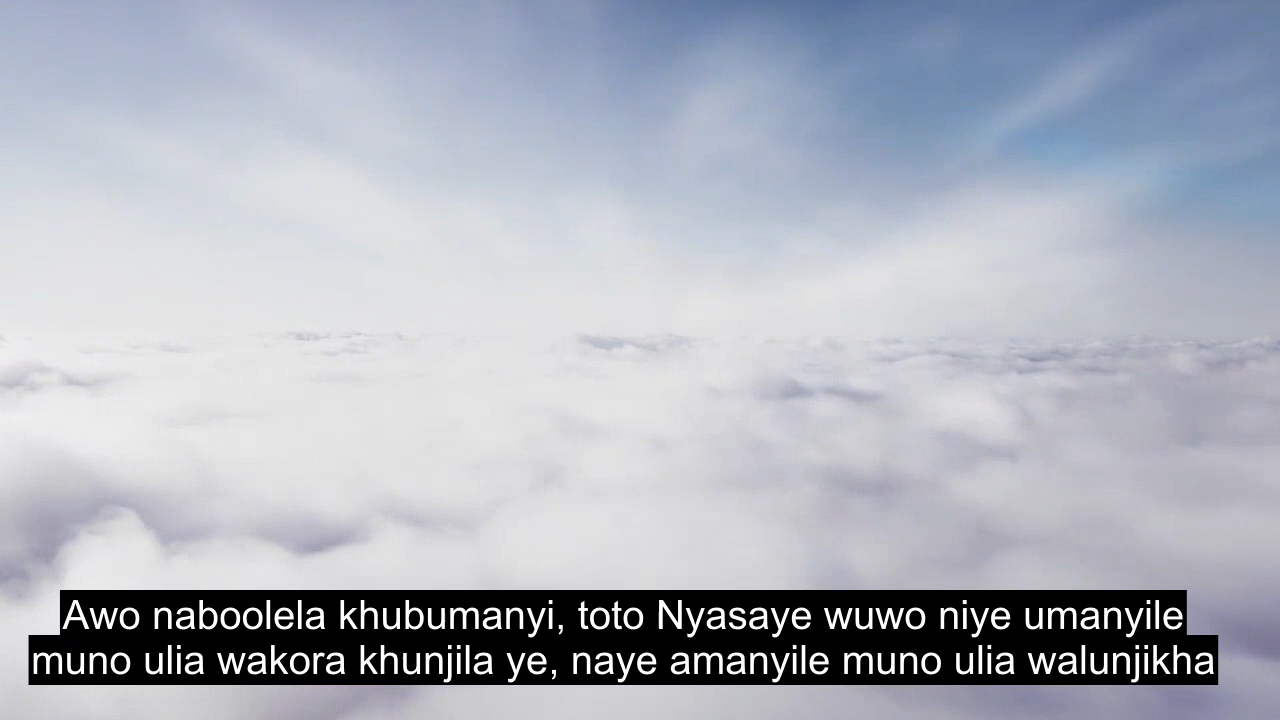 Awo naboolela khubumanyi, toto Nyasaye wuwo niye umanyile
muno ulia wakora khunjila ye, naye amanyile muno ulia walunjikha